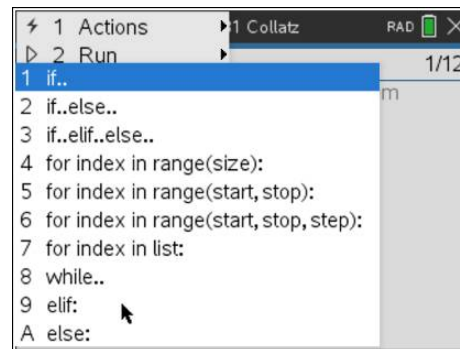 1 Actions
1 Collatz
RAD
2 Run
1/12
1 if..
m
2 if..else..
3 if..elif..else..
4 for index in range(size):
5 for index in range(start, stop):
6 for index in range(start, stop, step):
7 for index in list:
8 while..
9 elif:
A else: